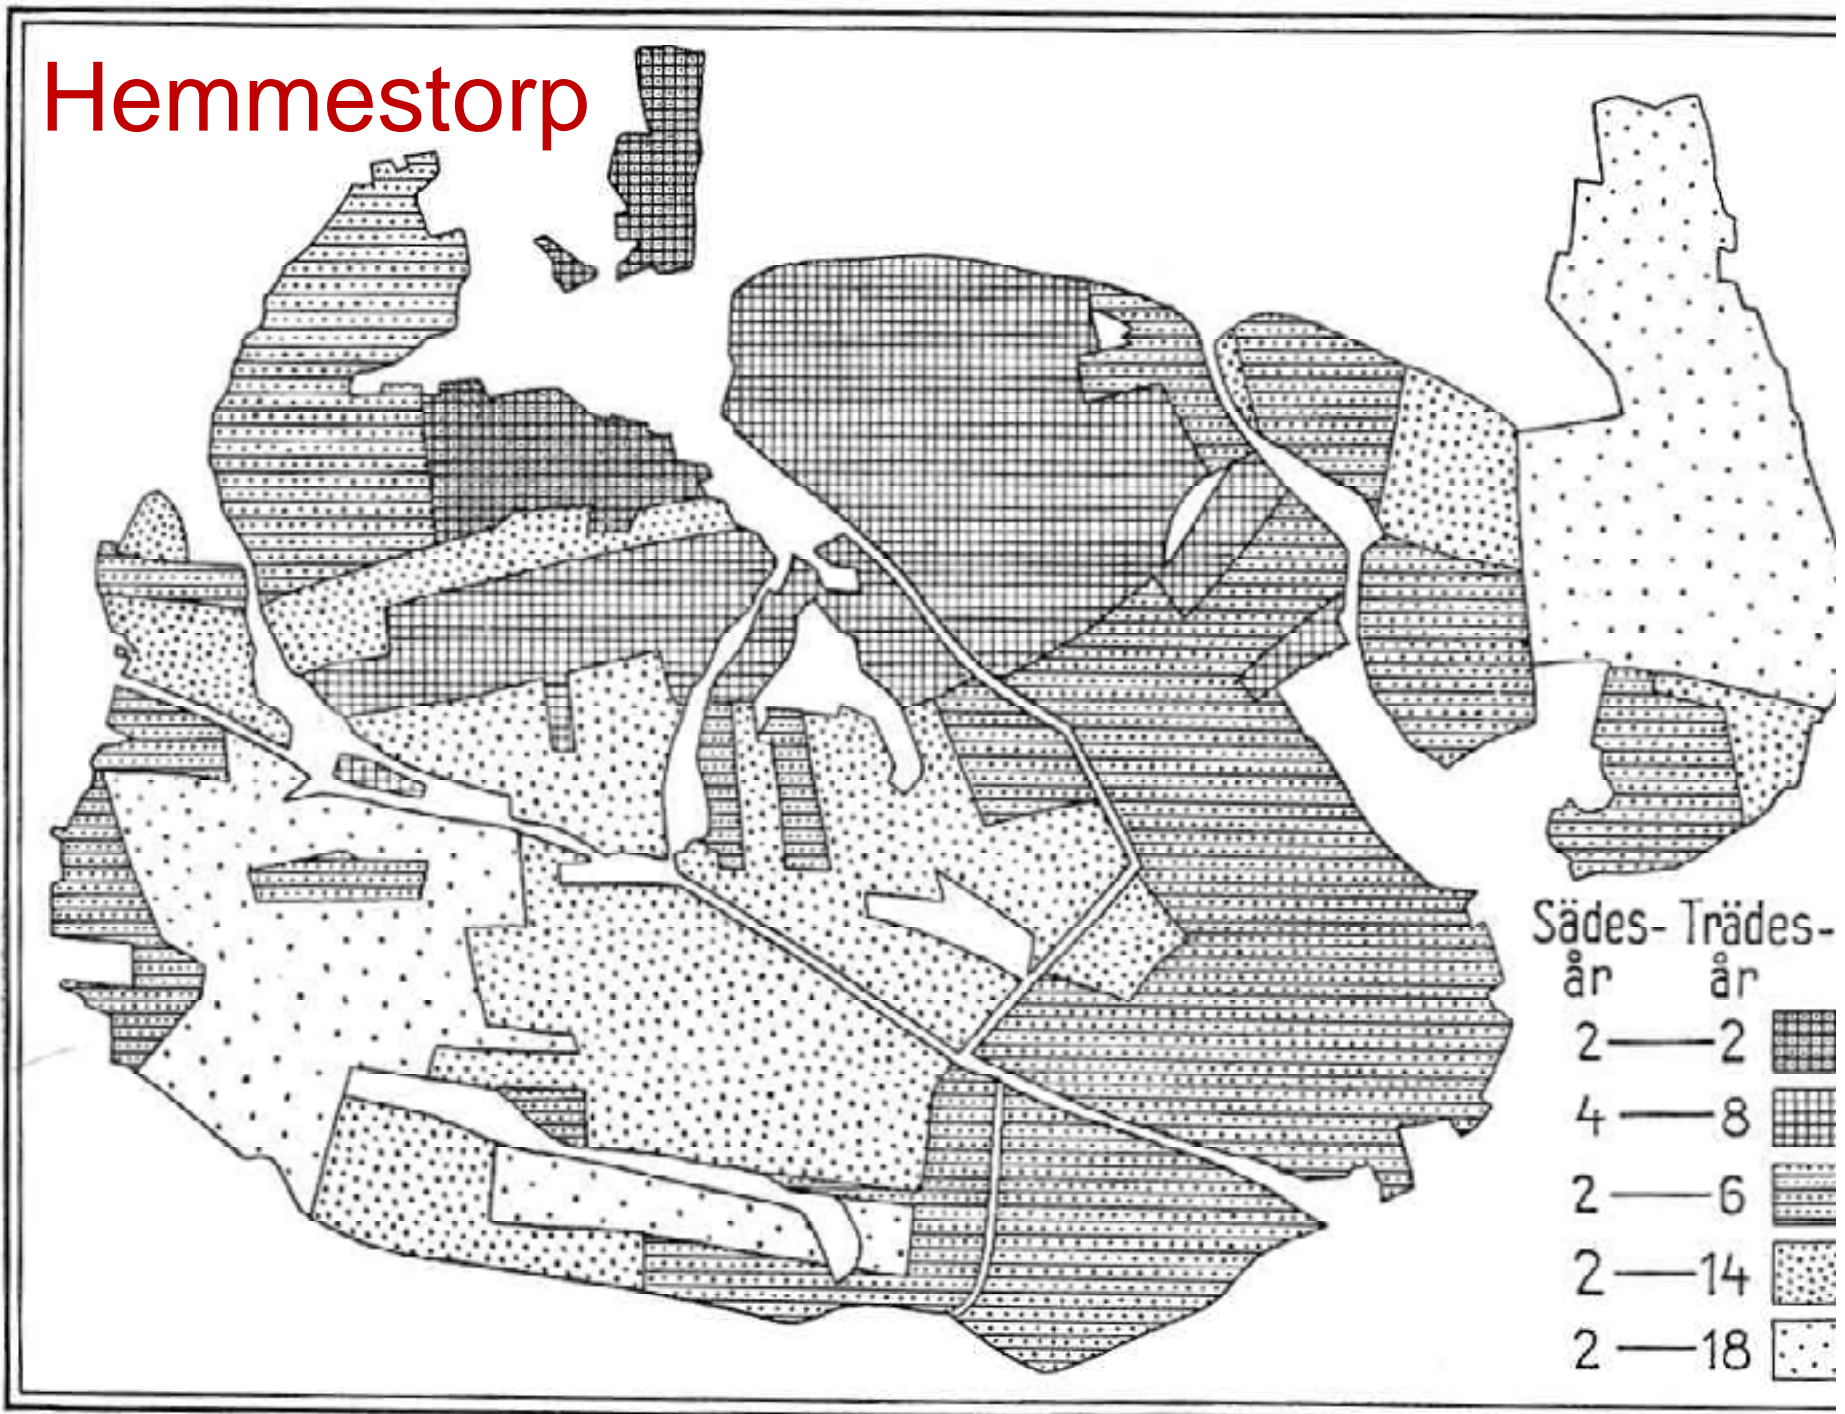 Hemmestorp
Sädes- Trädes-
år år
2 — 2
4 — 8
2 — 6
2 — 14
2 — 18